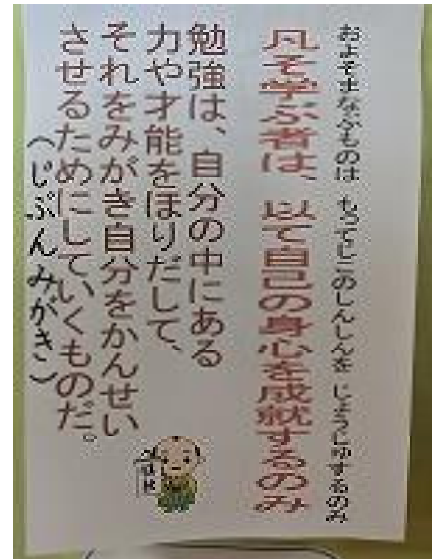 およそまなぶものは もってじこのしんしんを じょうじゅするのみ
凡そ学ぶ者は、以て自己の身心を成就するのみ
勉強は、自分の中にある
力や才能をほりだして、
それをみがき自分をかんせい
させるためにしていくものだ。
(じぶんみがき)